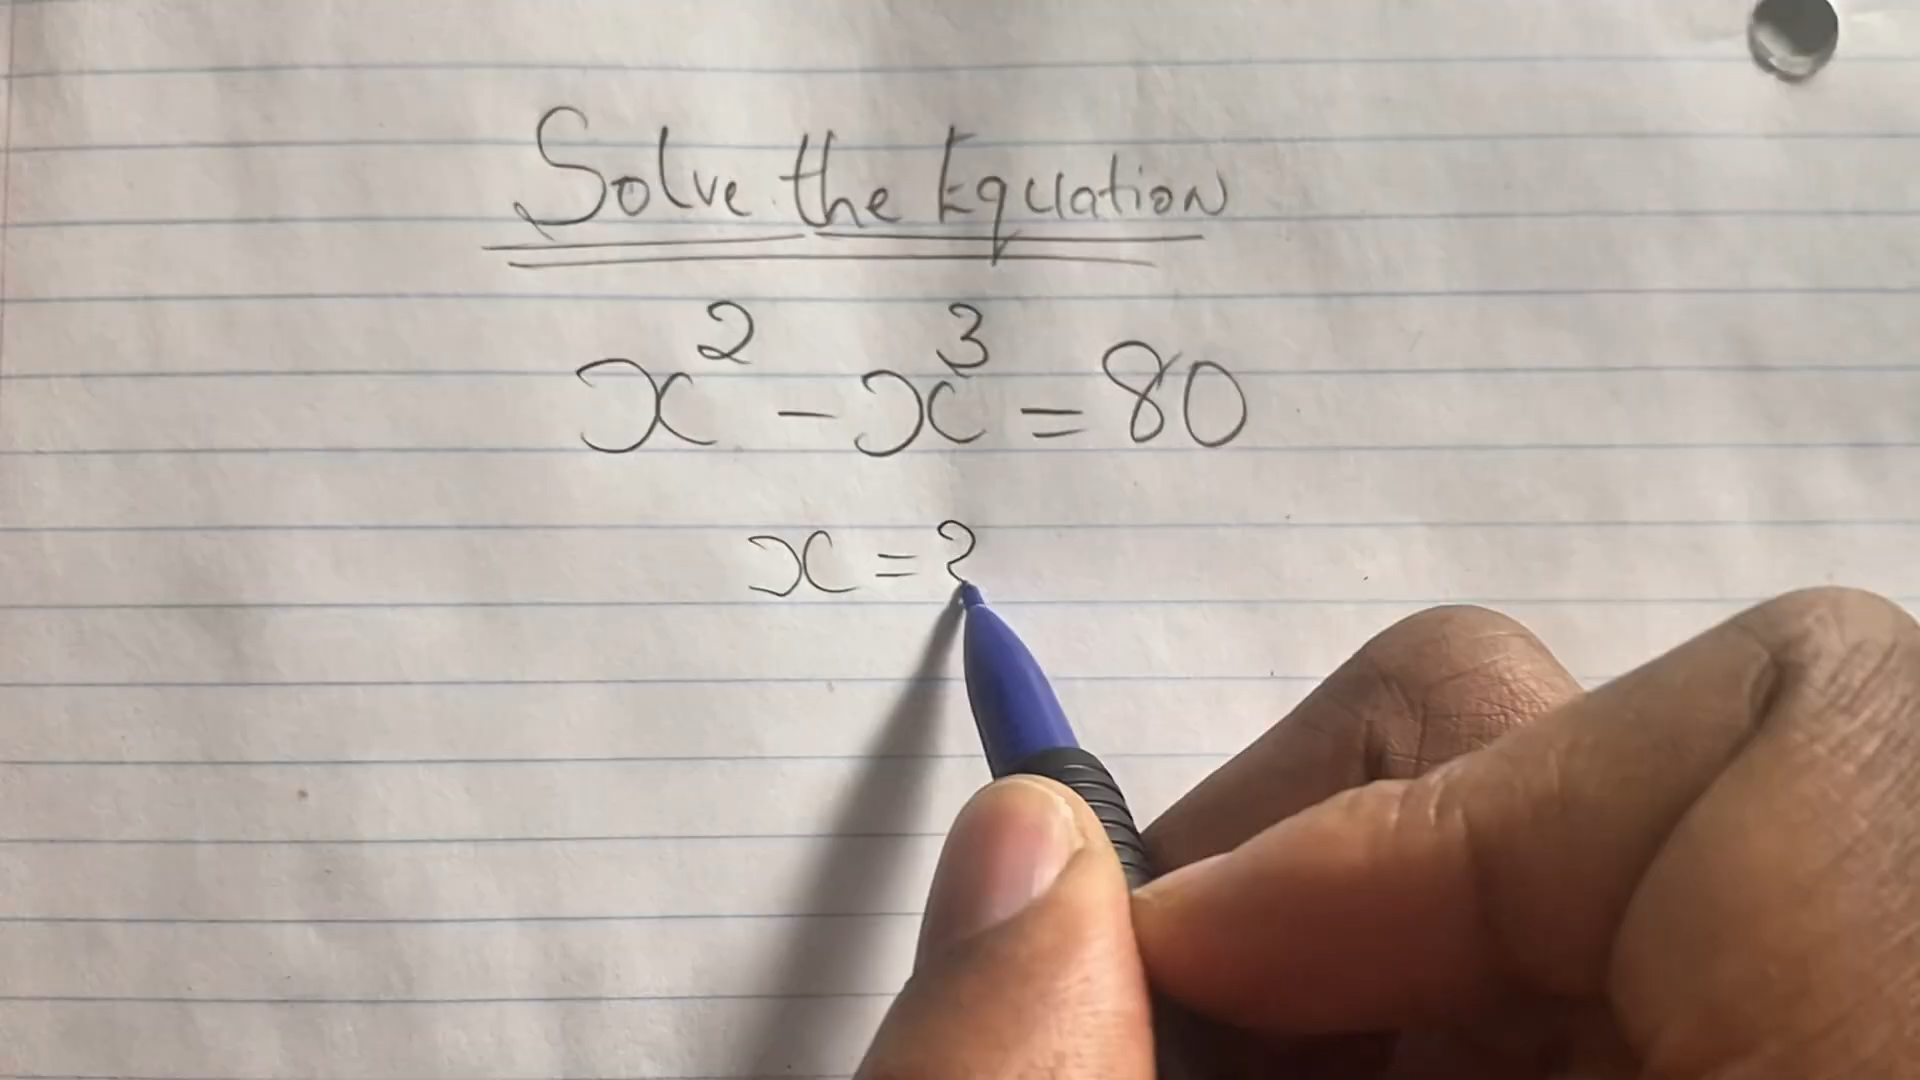 Solve the Equation
x² - x³ = 80
x = ?